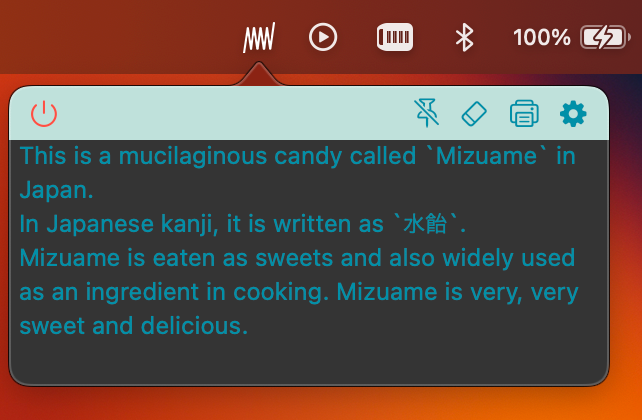 100%
This is a mucilaginous candy called `Mizuame` in
Japan.
In Japanese kanji, it is written as `水飴`.
Mizuame is eaten as sweets and also widely used
as an ingredient in cooking. Mizuame is very, very
sweet and delicious.